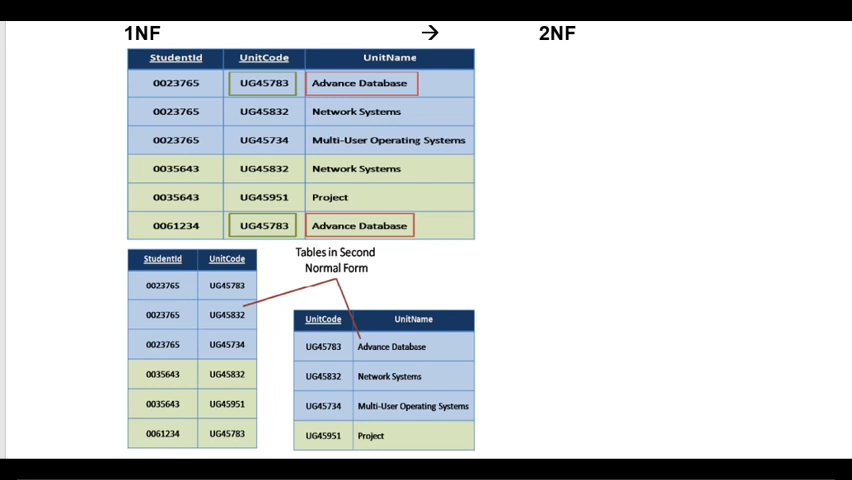 1NF → 2NF
StudentId UnitCode UnitName
0023765 UG45783 Advance Database
0023765 UG45832 Network Systems
0023765 UG45734 Multi-User Operating Systems
0035643 UG45832 Network Systems
0035643 UG45951 Project
0061234 UG45783 Advance Database
Tables in Second
Normal Form
StudentId UnitCode
0023765 UG45783
0023765 UG45832
0023765 UG45734
0035643 UG45832
0035643 UG45951
0061234 UG45783
UnitCode UnitName
UG45783 Advance Database
UG45832 Network Systems
UG45734 Multi-User Operating Systems
UG45951 Project